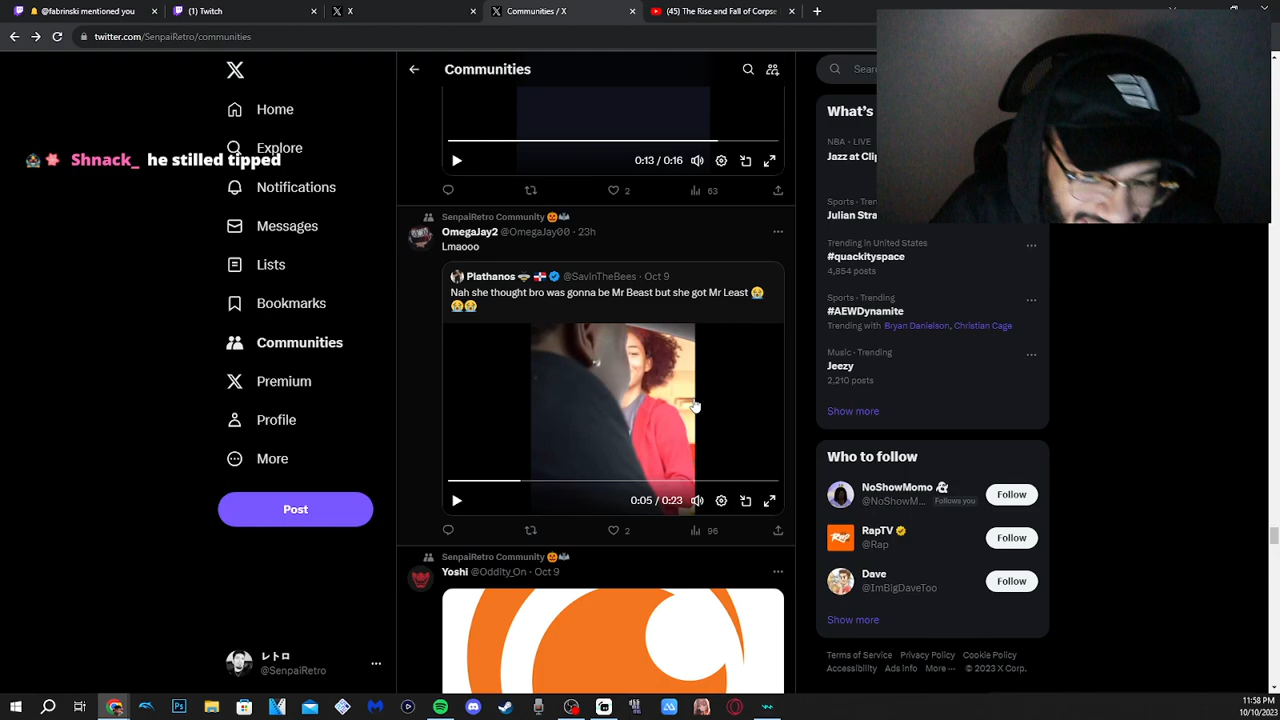 @fabrinski mentioned you
(1) Twitch
X
Communities / X
(45) The Rise and Fall of Corpse
twitter.com/SenpaiRetro/communities
Shnack_ he stilled tipped
Home
Explore
Notifications
Messages
Lists
Bookmarks
Communities
Premium
Profile
More
Post
レトロ
@SenpaiRetro
Communities
0:13 / 0:16
2
63
SenpaiRetro Community 🎃🦇
OmegaJay2 @OmegaJay00 · 23h
Lmaooo
Plathanos 🇩🇴 @SavInTheBees · Oct 9
Nah she thought bro was gonna be Mr Beast but she got Mr Least 😭
😭😭
0:05 / 0:23
2
96
SenpaiRetro Community 🎃🦇
Yoshi @Oddity_On · Oct 9
Sear
What's
NBA · LIVE
Jazz at Clip
Sports · Tren
Julian Stra
Trending in United States
#quackityspace
4,854 posts
Sports · Trending
#AEWDynamite
Trending with Bryan Danielson, Christian Cage
Music · Trending
Jeezy
2,210 posts
Show more
Who to follow
NoShowMomo
@NoShowM... Follows you
Follow
RapTV
@Rap
Follow
Dave
@ImBigDaveToo
Follow
Show more
Terms of Service Privacy Policy Cookie Policy
Accessibility Ads info More ··· © 2023 X Corp.
11:58 PM
10/10/2023